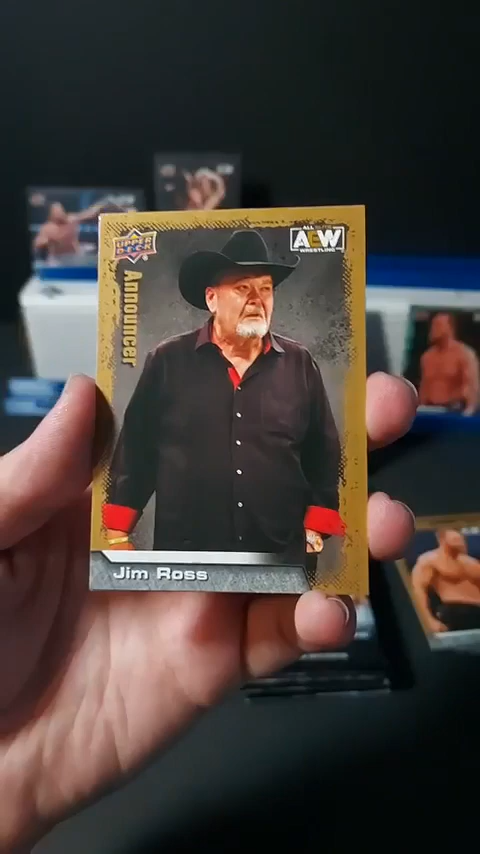 UPPER
DECK
ALL ELITE
AEW
WRESTLING
Announcer
Jim Ross